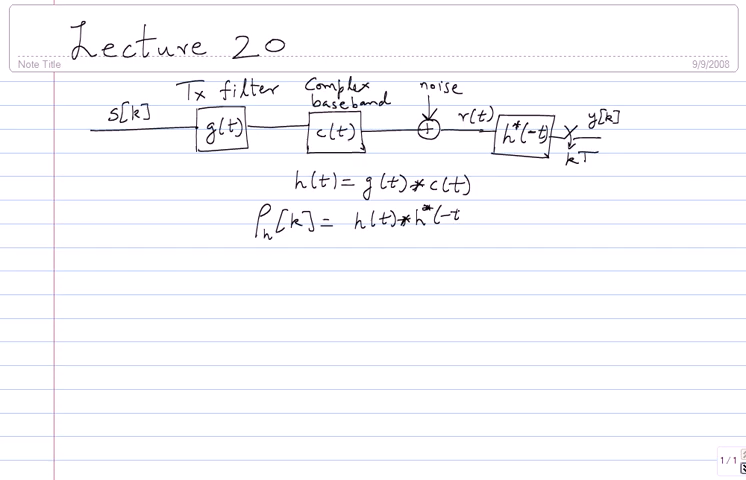 Lecture 20
Note Title
9/9/2008
Tx filter Complex baseband noise
s[k] g(t) c(t) + r(t) h*(-t) y[k]
kT
h(t) = g(t) * c(t)
ρh[k] = h(t) * h*(-t
1 / 1